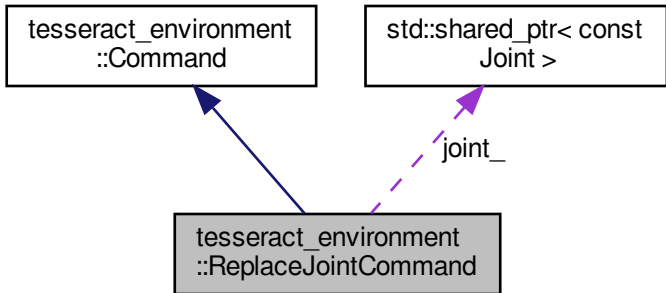 tesseract_environment
::Command
std::shared_ptr< const
Joint >
joint_
tesseract_environment
::ReplaceJointCommand